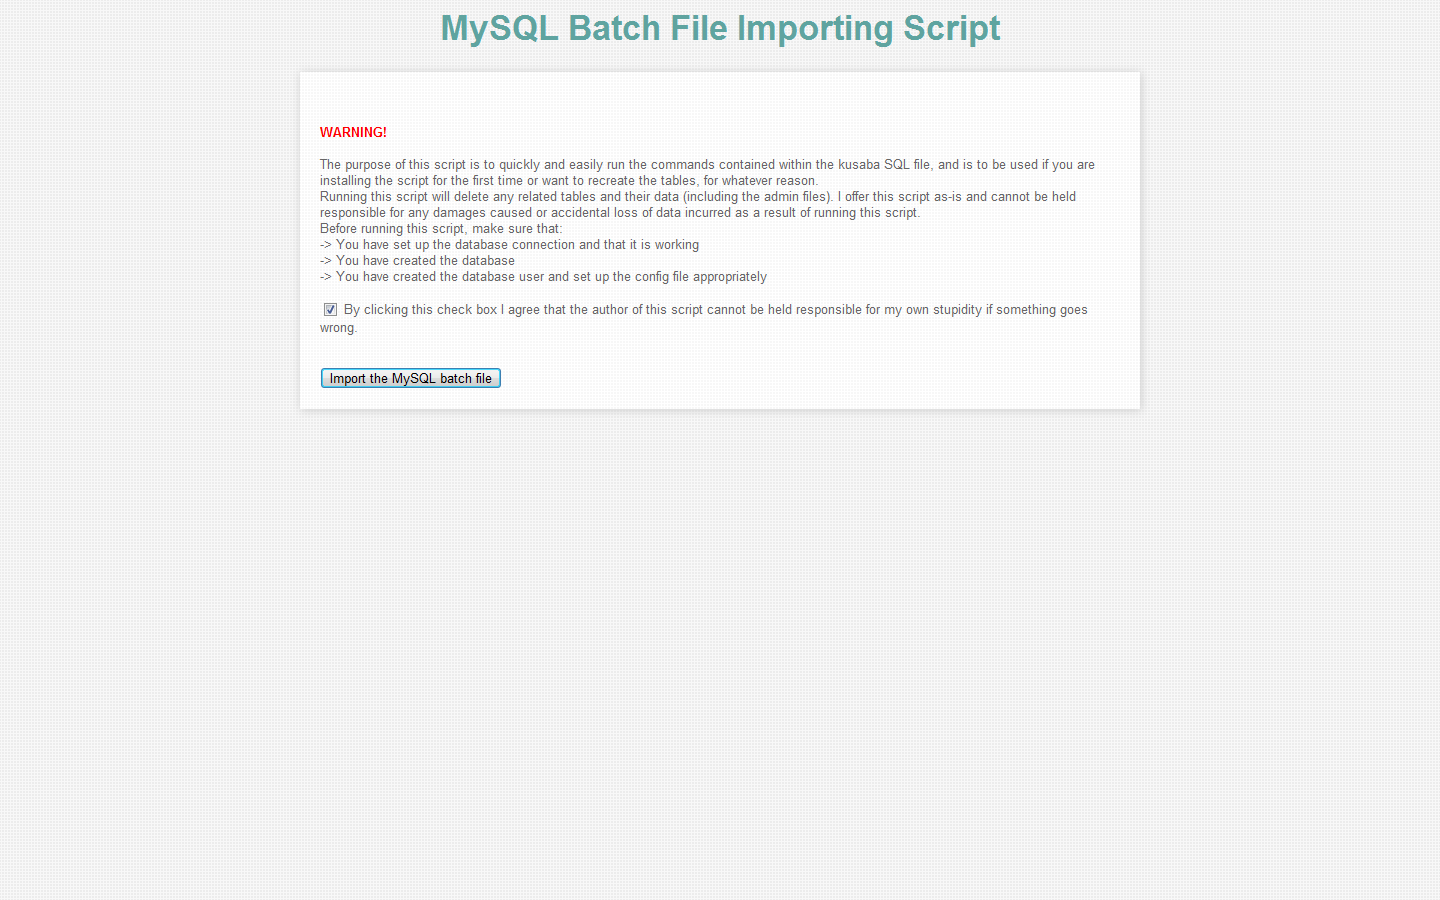 MySQL Batch File Importing Script
WARNING!
The purpose of this script is to quickly and easily run the commands contained within the kusaba SQL file, and is to be used if you are
installing the script for the first time or want to recreate the tables, for whatever reason.
Running this script will delete any related tables and their data (including the admin files). I offer this script as-is and cannot be held
responsible for any damages caused or accidental loss of data incurred as a result of running this script.
Before running this script, make sure that:
-> You have set up the database connection and that it is working
-> You have created the database
-> You have created the database user and set up the config file appropriately
By clicking this check box I agree that the author of this script cannot be held responsible for my own stupidity if something goes
wrong.
Import the MySQL batch file